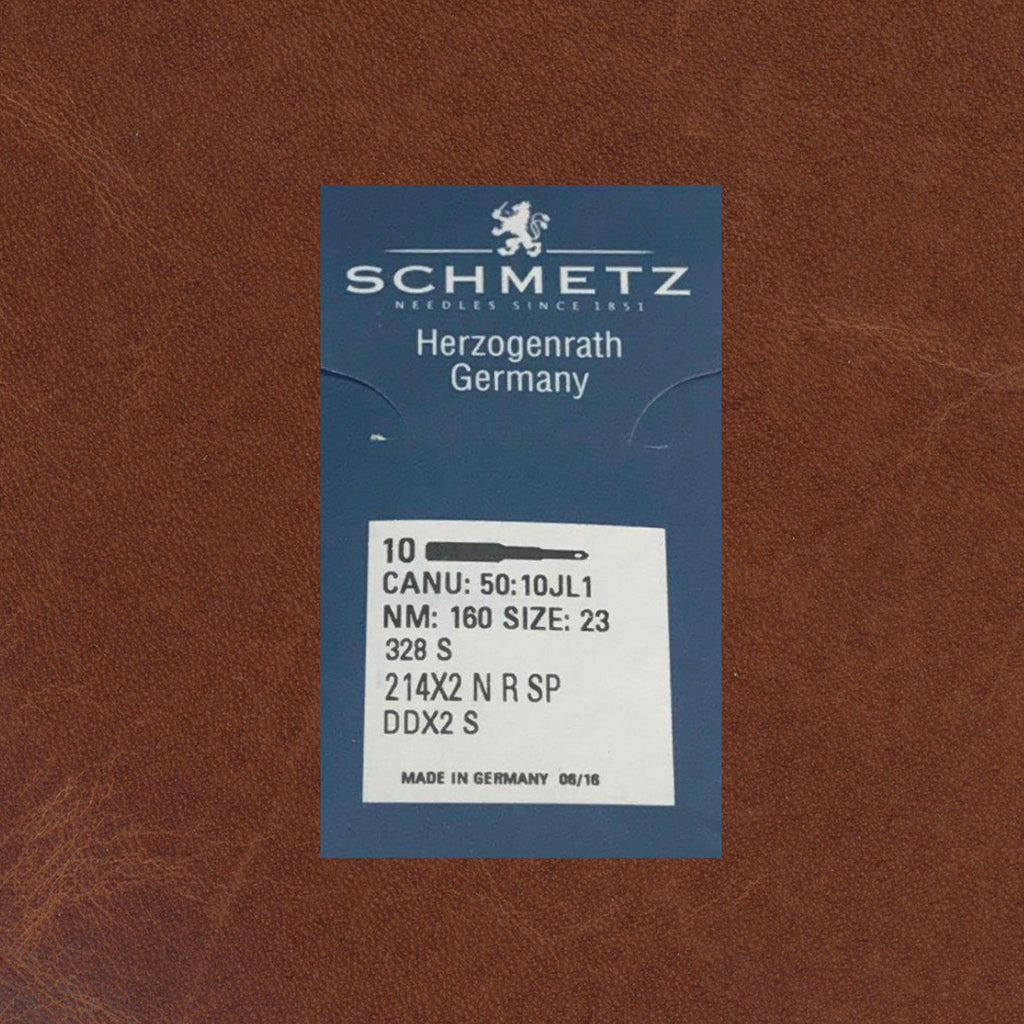 SCHMETZ
NEEDLES SINCE 1851
Herzogenrath
Germany
10
CANU: 50:10JL1
NM: 160 SIZE: 23
328 S
214X2 N R SP
DDX2 S
MADE IN GERMANY 06/16